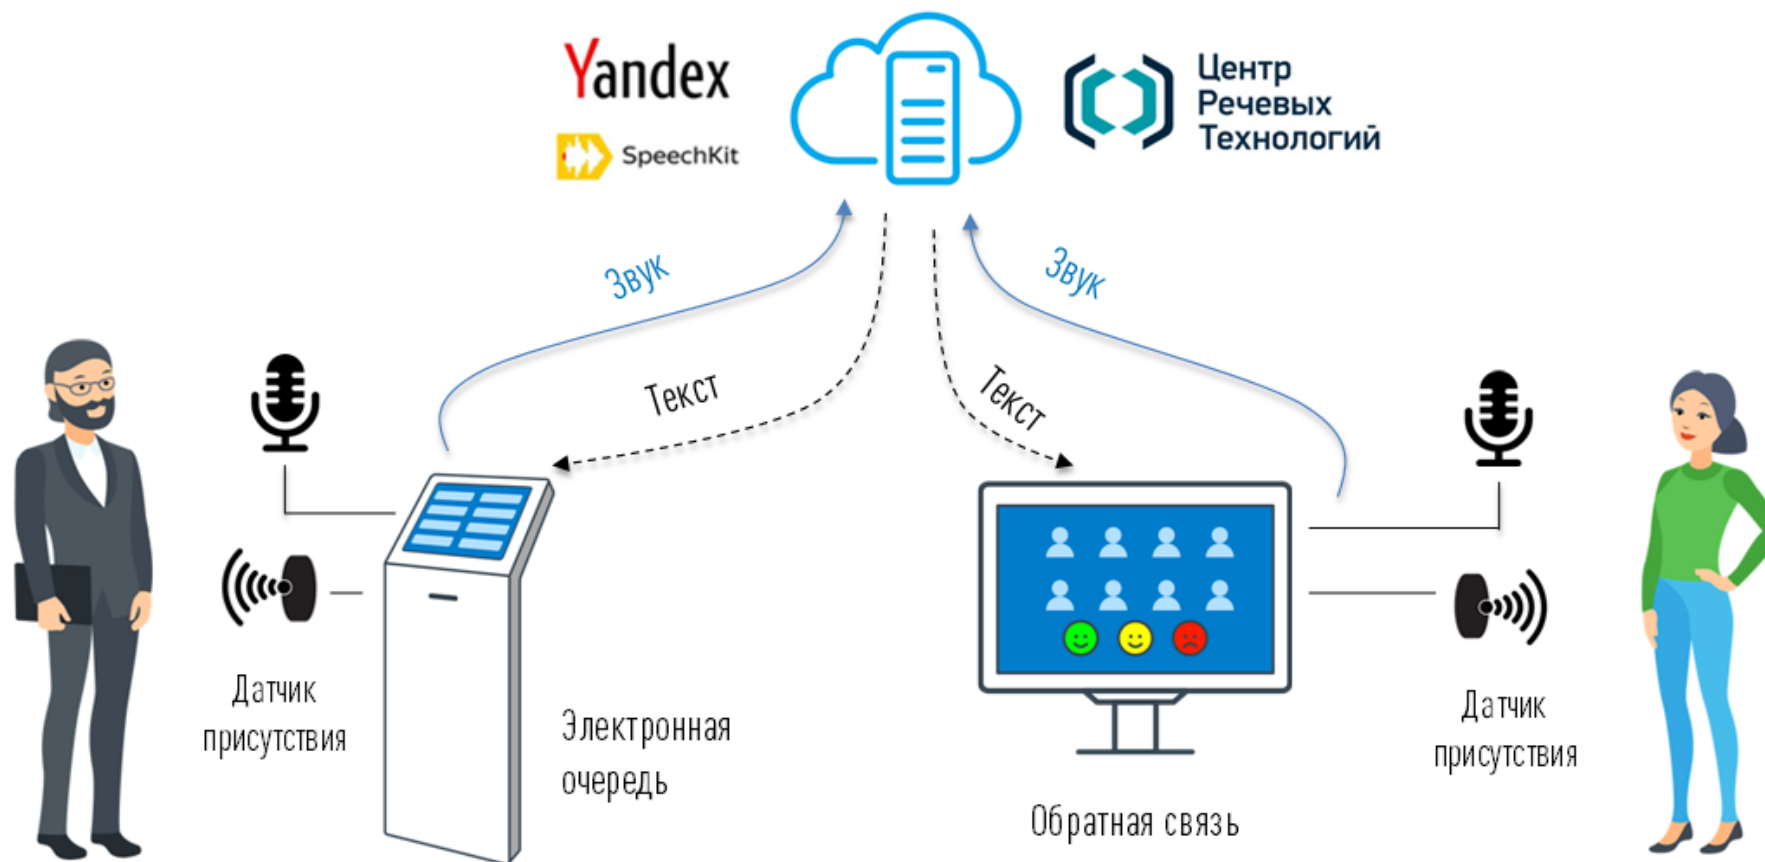 Yandex
SpeechKit
Центр
Речевых
Технологий
Звук
Звук
Текст
Текст
Датчик
присутствия
Электронная
очередь
Обратная связь
Датчик
присутствия